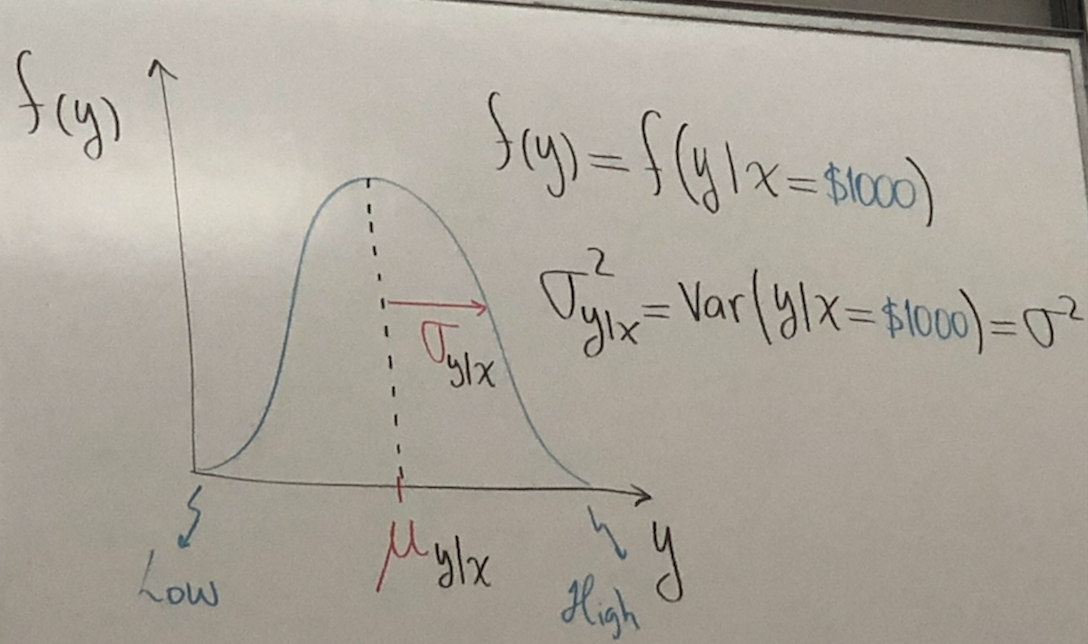 f(y)
f(y) = f(y|x = $1000)
σ²y|x = Var(y|x = $1000) = σ²
σy|x
μy|x
y
Low
High